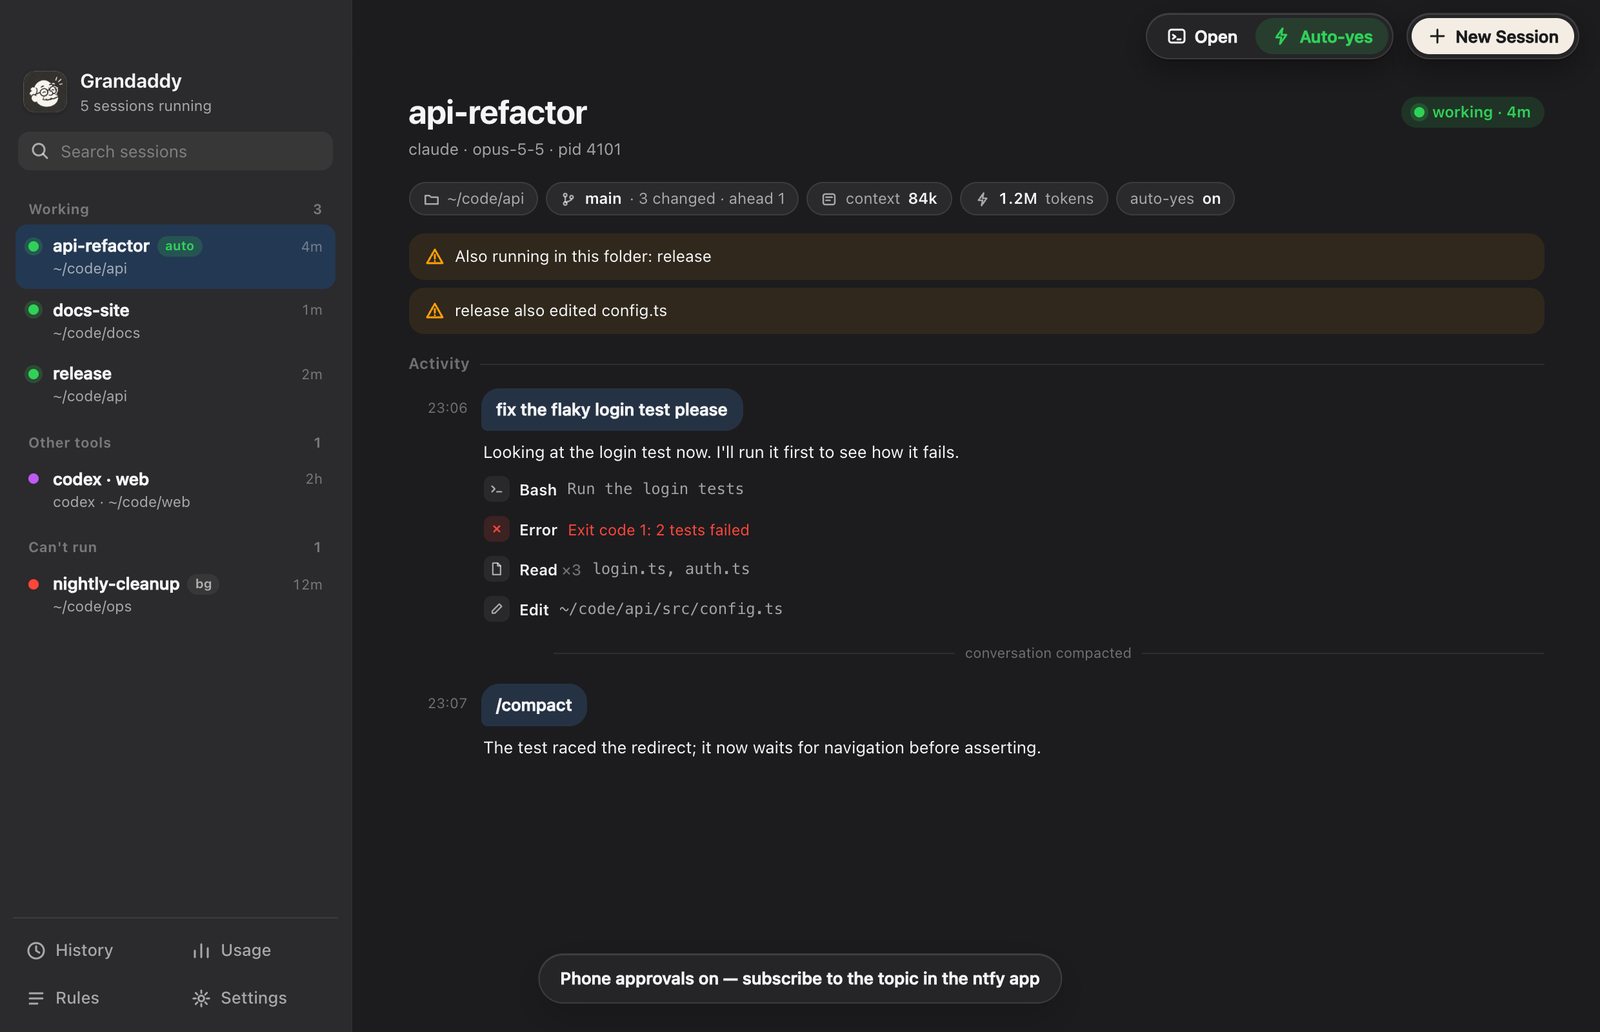 Open
Auto-yes
New Session
Grandaddy
5 sessions running
Search sessions
Working 3
api-refactor auto 4m
~/code/api
docs-site 1m
~/code/docs
release 2m
~/code/api
Other tools 1
codex · web 2h
codex · ~/code/web
Can't run 1
nightly-cleanup bg 12m
~/code/ops
History
Usage
Rules
Settings
api-refactor
working · 4m
claude · opus-5-5 · pid 4101
~/code/api
main · 3 changed · ahead 1
context 84k
1.2M tokens
auto-yes on
Also running in this folder: release
release also edited config.ts
Activity
23:06 fix the flaky login test please
Looking at the login test now. I'll run it first to see how it fails.
Bash Run the login tests
Error Exit code 1: 2 tests failed
Read ×3 login.ts, auth.ts
Edit ~/code/api/src/config.ts
conversation compacted
23:07 /compact
The test raced the redirect; it now waits for navigation before asserting.
Phone approvals on — subscribe to the topic in the ntfy app